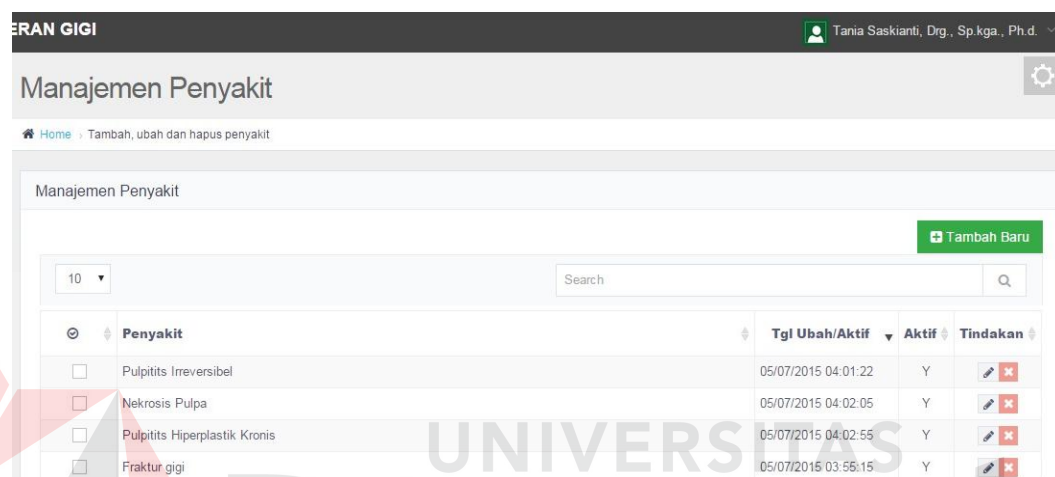 ERAN GIGI Tania Saskianti, Drg., Sp.kga., Ph.d.
Manajemen Penyakit
Home › Tambah, ubah dan hapus penyakit
Manajemen Penyakit
Tambah Baru
10 Search
Penyakit Tgl Ubah/Aktif Aktif Tindakan
Pulpitits Irreversibel 05/07/2015 04:01:22 Y
Nekrosis Pulpa 05/07/2015 04:02:05 Y
Pulpitits Hiperplastik Kronis 05/07/2015 04:02:55 Y
UNIVERSITAS
Fraktur gigi 05/07/2015 03:55:15 Y